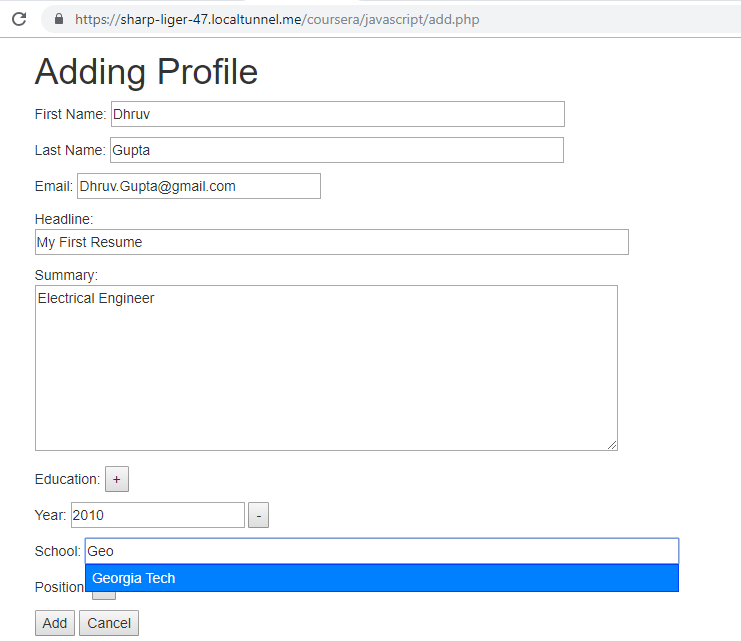 https://sharp-liger-47.localtunnel.me/coursera/javascript/add.php
Adding Profile
First Name: Dhruv
Last Name: Gupta
Email: Dhruv.Gupta@gmail.com
Headline:
My First Resume
Summary:
Electrical Engineer
Education: +
Year: 2010 -
School: Geo
Georgia Tech
Position
Add Cancel